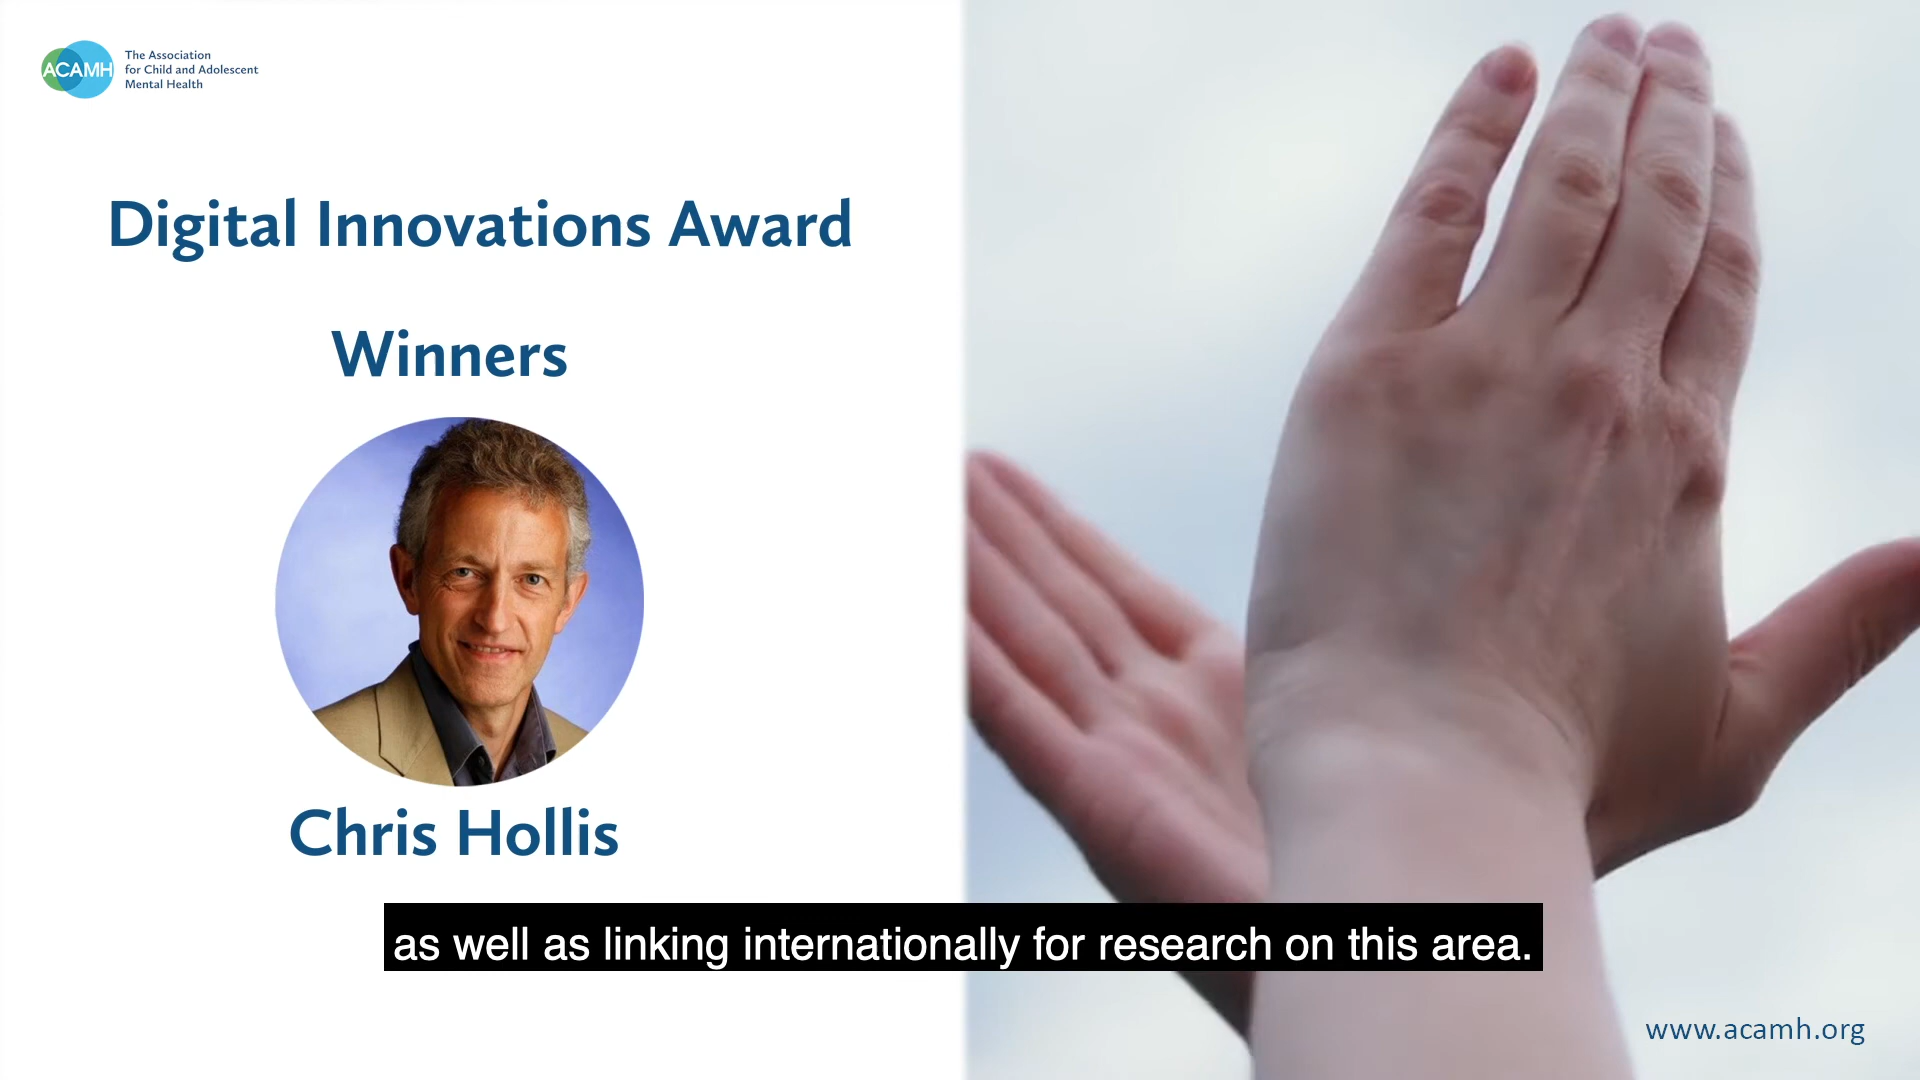 ACAMH
The Association
for Child and Adolescent
Mental Health
Digital Innovations Award
Winners
Chris Hollis
as well as linking internationally for research on this area.
www.acamh.org